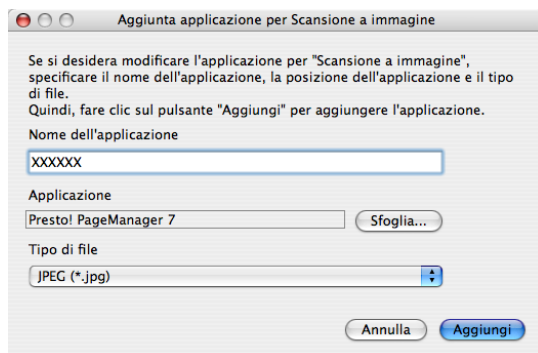 Aggiunta applicazione per Scansione a immagine
Se si desidera modificare l'applicazione per "Scansione a immagine",
specificare il nome dell'applicazione, la posizione dell'applicazione e il tipo
di file.
Quindi, fare clic sul pulsante "Aggiungi" per aggiungere l'applicazione.
Nome dell'applicazione
XXXXXX
Applicazione
Presto! PageManager 7
Sfoglia...
Tipo di file
JPEG (*.jpg)
Annulla
Aggiungi